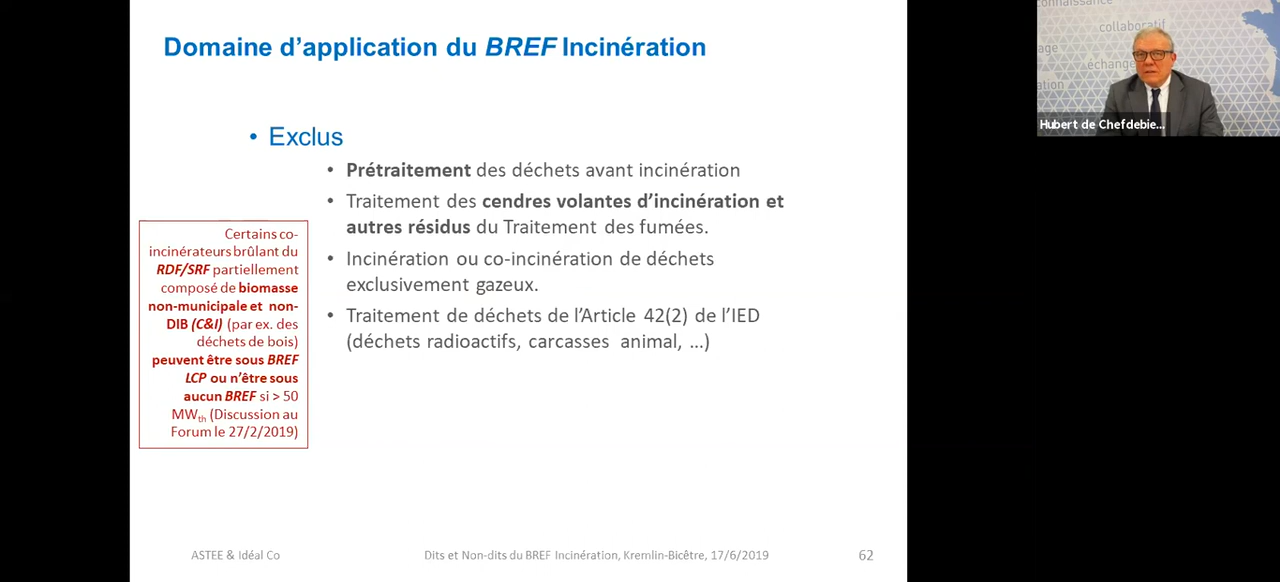 Domaine d’application du BREF Incinération
• Exclus
• Prétraitement des déchets avant incinération
• Traitement des cendres volantes d’incinération et
autres résidus du Traitement des fumées.
• Incinération ou co-incinération de déchets
exclusivement gazeux.
• Traitement de déchets de l’Article 42(2) de l’IED
(déchets radioactifs, carcasses animal, …)
Certains co-
incinérateurs brûlant du
RDF/SRF partiellement
composé de biomasse
non-municipale et non-
DIB (C&I) (par ex. des
déchets de bois)
peuvent être sous BREF
LCP ou n’être sous
aucun BREF si > 50
MWth (Discussion au
Forum le 27/2/2019)
ASTEE & Idéal Co
Dits et Non-dits du BREF Incinération, Kremlin-Bicêtre, 17/6/2019
62
connaissance
collaboratif
échange
Hubert de Chefdebie...